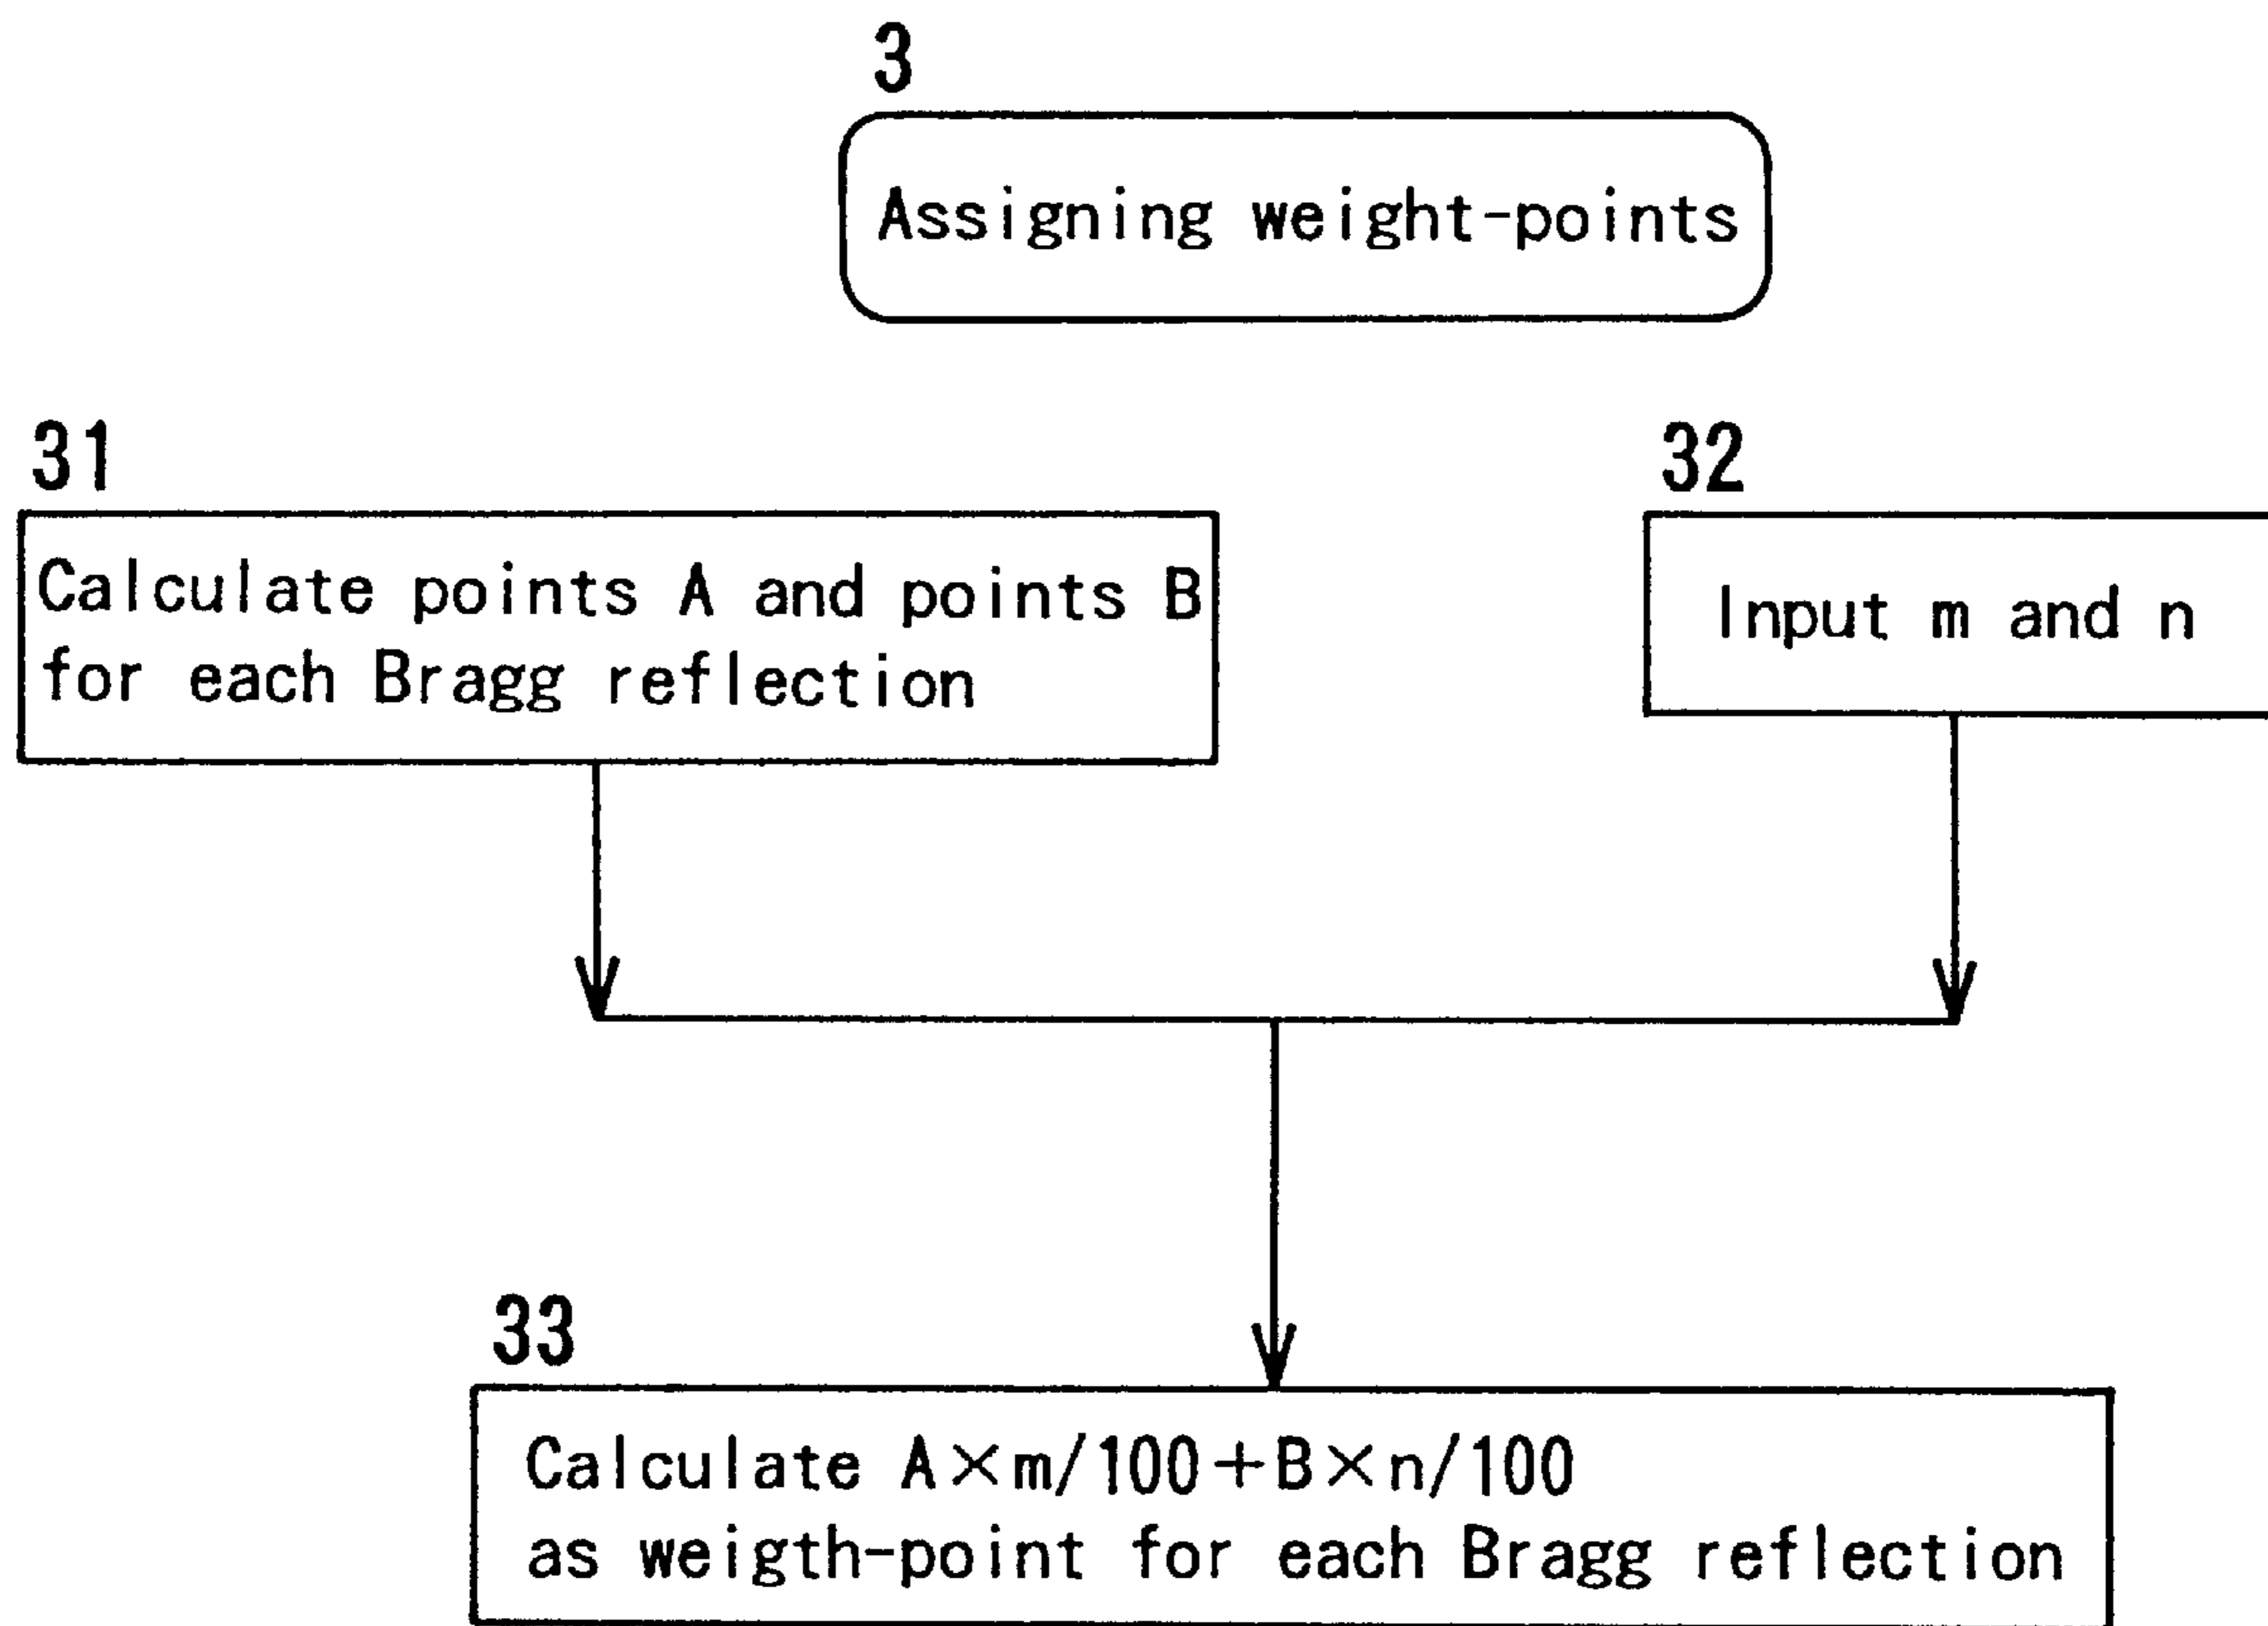 3
Assigning weight-points
31
Calculate points A and points B
for each Bragg reflection
32
Input m and n
33
Calculate A×m/100+B×n/100
as weigth-point for each Bragg reflection